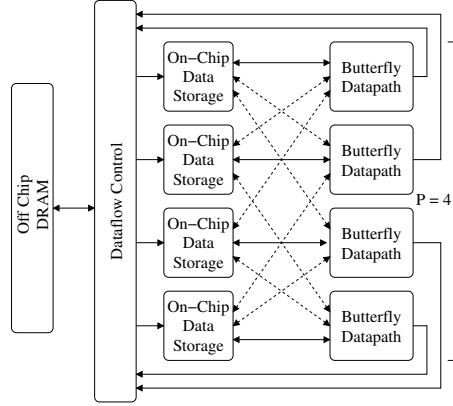 Off Chip
DRAM
Dataflow Control
On−Chip
Data
Storage
Butterfly
Datapath
On−Chip
Data
Storage
Butterfly
Datapath
P = 4
On−Chip
Data
Storage
Butterfly
Datapath
On−Chip
Data
Storage
Butterfly
Datapath